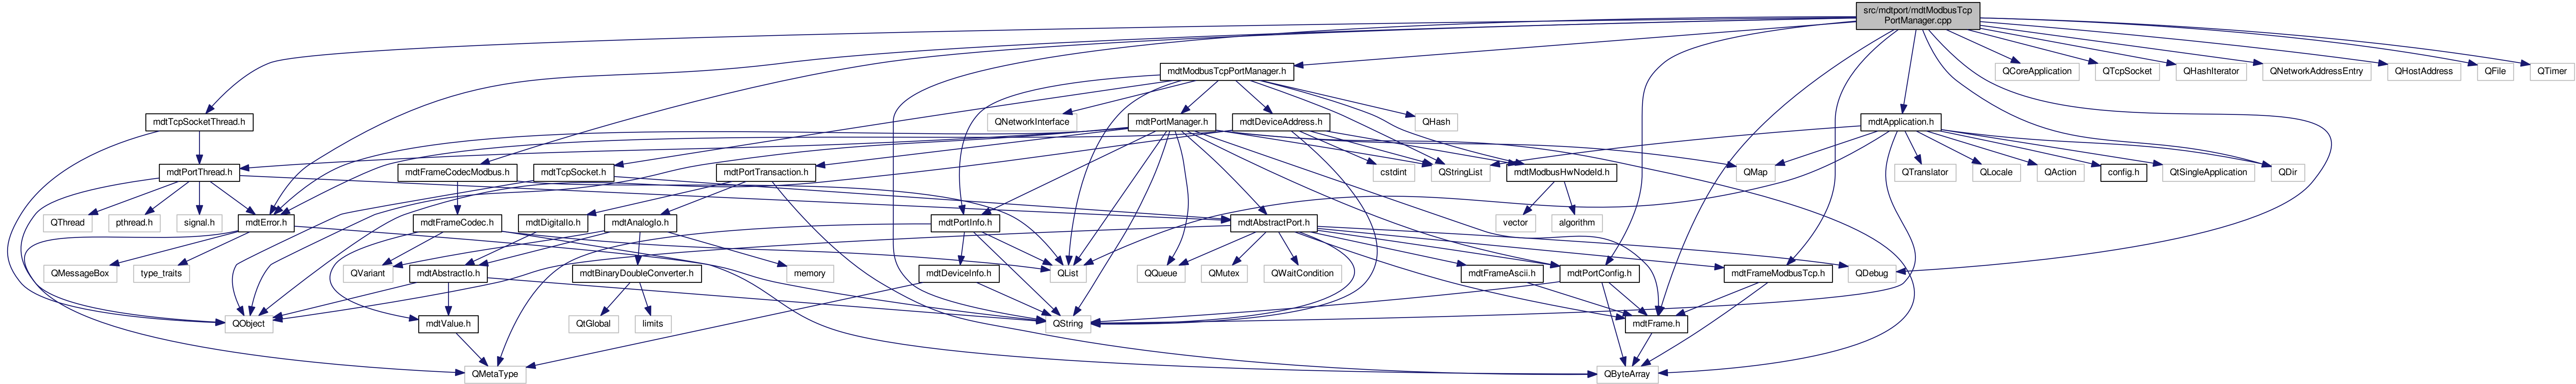 src/mdtport/mdtModbusTcp
PortManager.cpp
mdtModbusTcpPortManager.h
QCoreApplication
QTcpSocket
QHashIterator
QNetworkAddressEntry
QHostAddress
QFile
QTimer
mdtTcpSocketThread.h
QNetworkInterface
mdtPortManager.h
mdtDeviceAddress.h
QHash
mdtApplication.h
mdtPortThread.h
mdtFrameCodecModbus.h
mdtTcpSocket.h
mdtPortTransaction.h
cstdint
QStringList
mdtModbusHwNodeId.h
QMap
QTranslator
QLocale
QAction
config.h
QtSingleApplication
QDir
QThread
pthread.h
signal.h
mdtError.h
mdtFrameCodec.h
mdtDigitalIo.h
mdtAnalogIo.h
mdtPortInfo.h
mdtAbstractPort.h
vector
algorithm
QMessageBox
type_traits
QVariant
mdtAbstractIo.h
mdtBinaryDoubleConverter.h
memory
mdtDeviceInfo.h
QList
QQueue
QMutex
QWaitCondition
mdtFrameAscii.h
mdtPortConfig.h
mdtFrameModbusTcp.h
QDebug
QObject
mdtValue.h
QtGlobal
limits
QString
mdtFrame.h
QMetaType
QByteArray